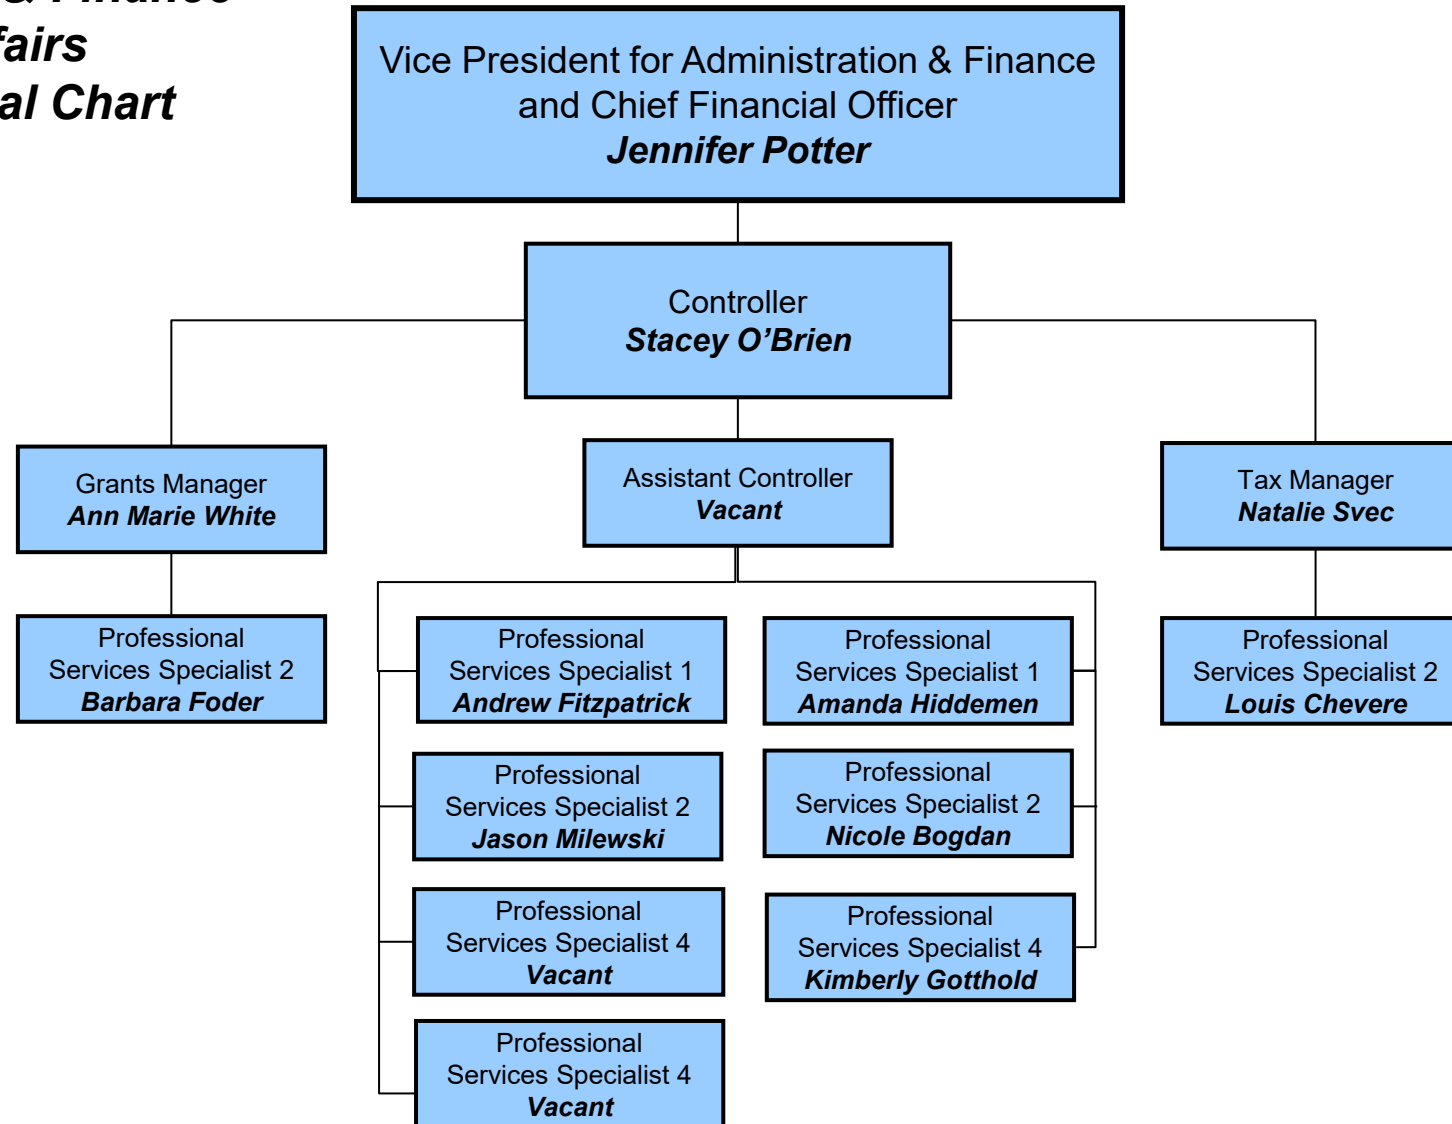 & Finance
fairs
al Chart
Vice President for Administration & Finance
and Chief Financial Officer
Jennifer Potter
Controller
Stacey O’Brien
Grants Manager
Ann Marie White
Assistant Controller
Vacant
Tax Manager
Natalie Svec
Professional
Services Specialist 2
Barbara Foder
Professional
Services Specialist 1
Andrew Fitzpatrick
Professional
Services Specialist 1
Amanda Hiddemen
Professional
Services Specialist 2
Louis Chevere
Professional
Services Specialist 2
Jason Milewski
Professional
Services Specialist 2
Nicole Bogdan
Professional
Services Specialist 4
Vacant
Professional
Services Specialist 4
Kimberly Gotthold
Professional
Services Specialist 4
Vacant